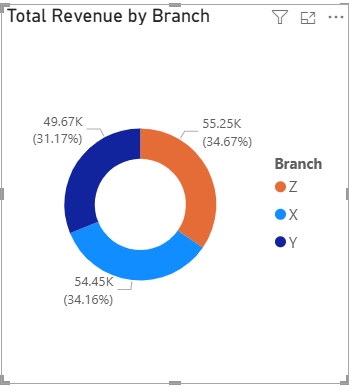 Total Revenue by Branch
49.67K
(31.17%)
55.25K
(34.67%)
54.45K
(34.16%)
Branch
Z
X
Y